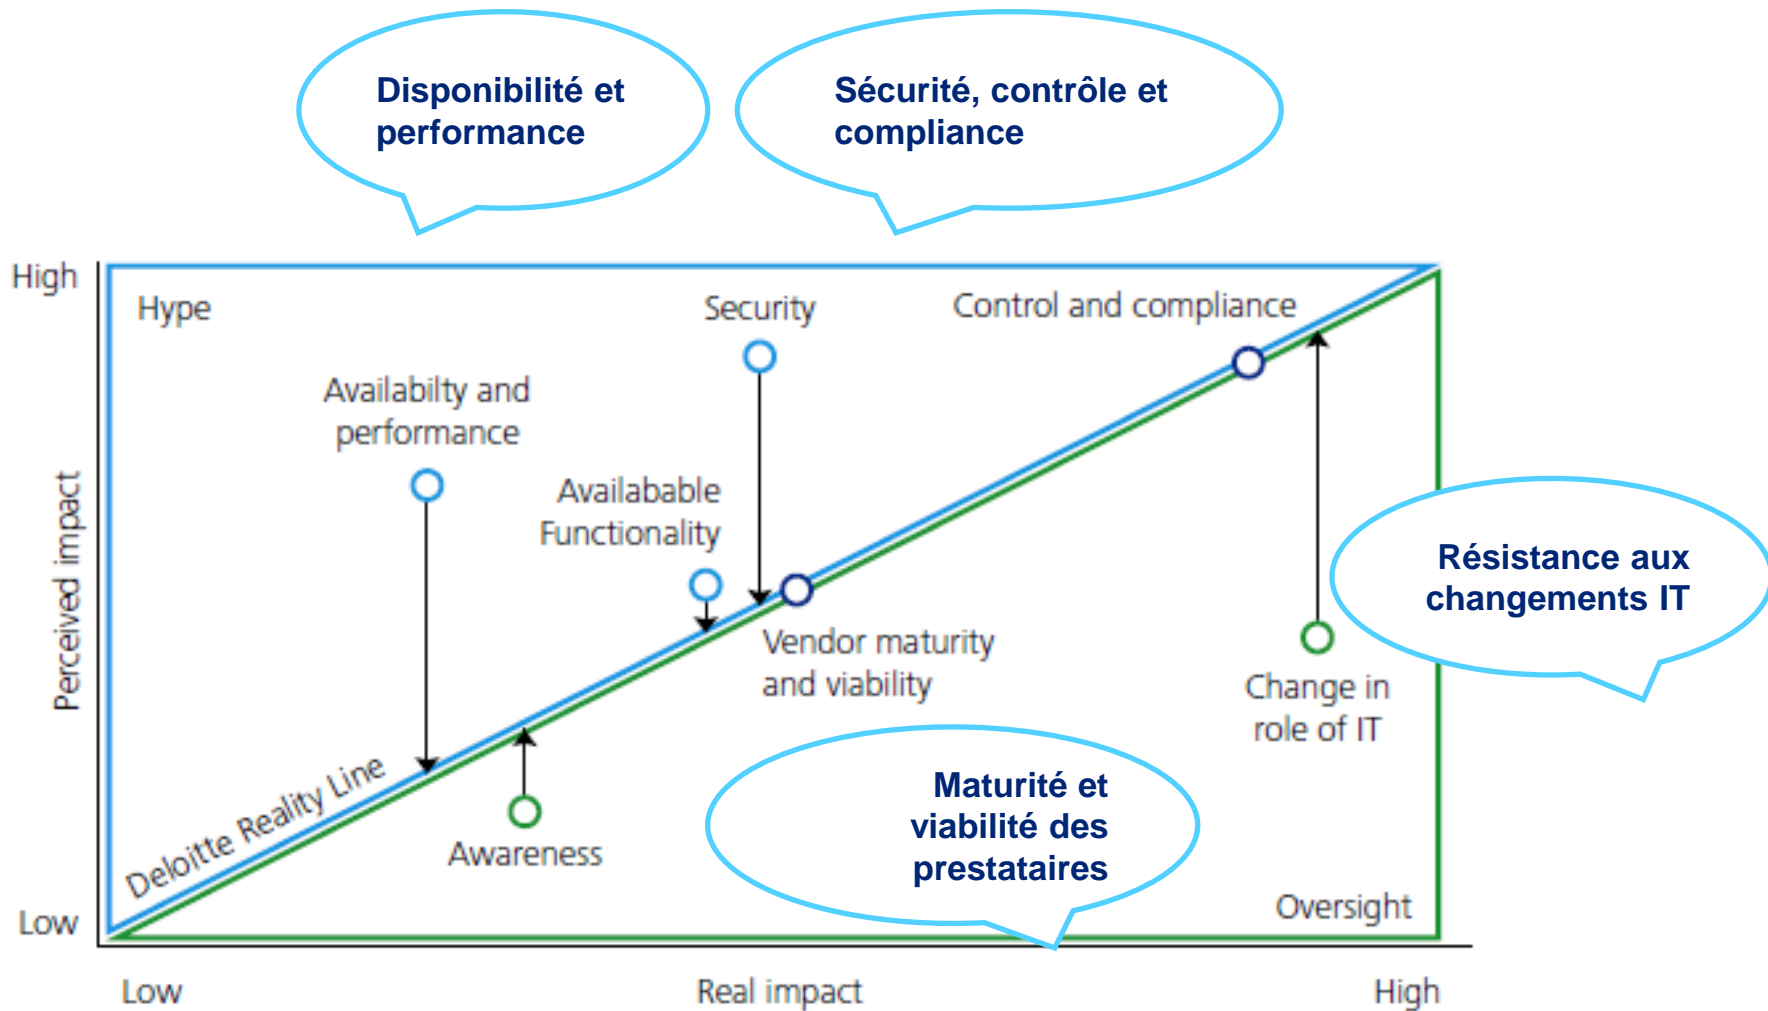 Disponibilité et
performance
Sécurité, contrôle et
compliance
High
Hype
Security
Control and compliance
Availabilty and
performance
Availabable
Functionality
Perceived impact
Résistance aux
changements IT
Vendor maturity
and viability
Change in
role of IT
Deloitte Reality Line
Awareness
Maturité et
viabilité des
prestataires
Oversight
Low
Low
Real impact
High